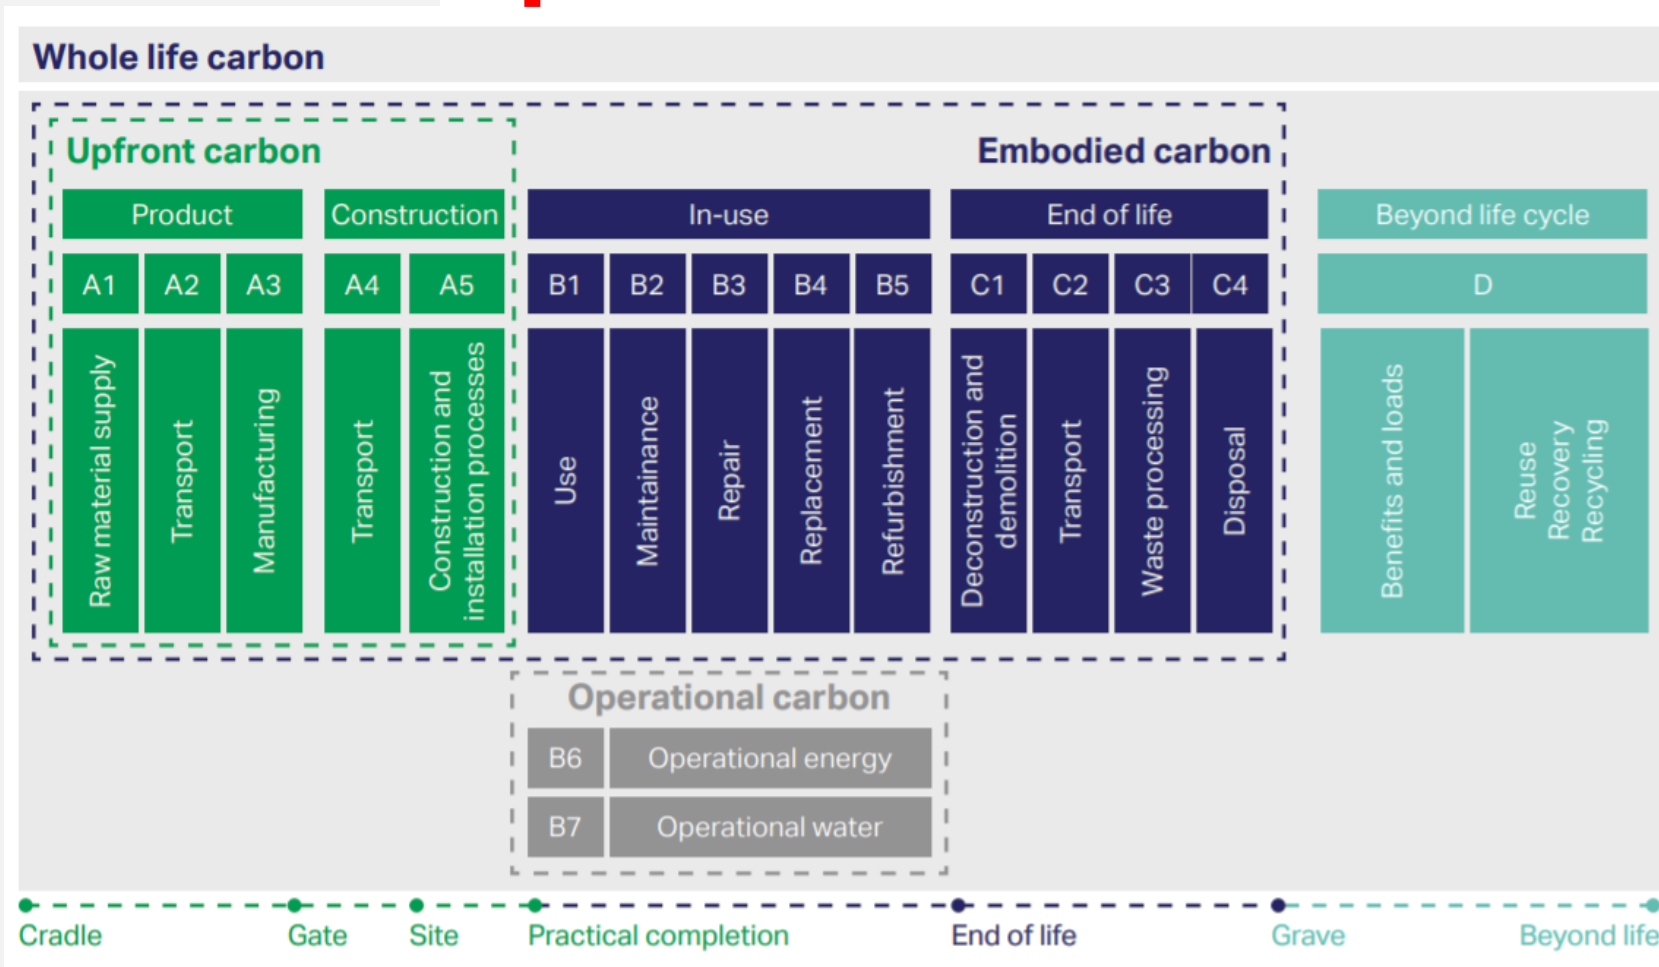 Whole life carbon
Upfront carbon
Embodied carbon
Product
Construction
In-use
End of life
Beyond life cycle
A1
A2
A3
A4
A5
B1
B2
B3
B4
B5
C1
C2
C3
C4
D
Raw material supply
Transport
Manufacturing
Transport
Construction and
installation processes
Use
Maintainance
Repair
Replacement
Refurbishment
Deconstruction and
demolition
Transport
Waste processing
Disposal
Benefits and loads
Reuse
Recovery
Recycling
Operational carbon
B6
Operational energy
B7
Operational water
Cradle
Gate
Site
Practical completion
End of life
Grave
Beyond life